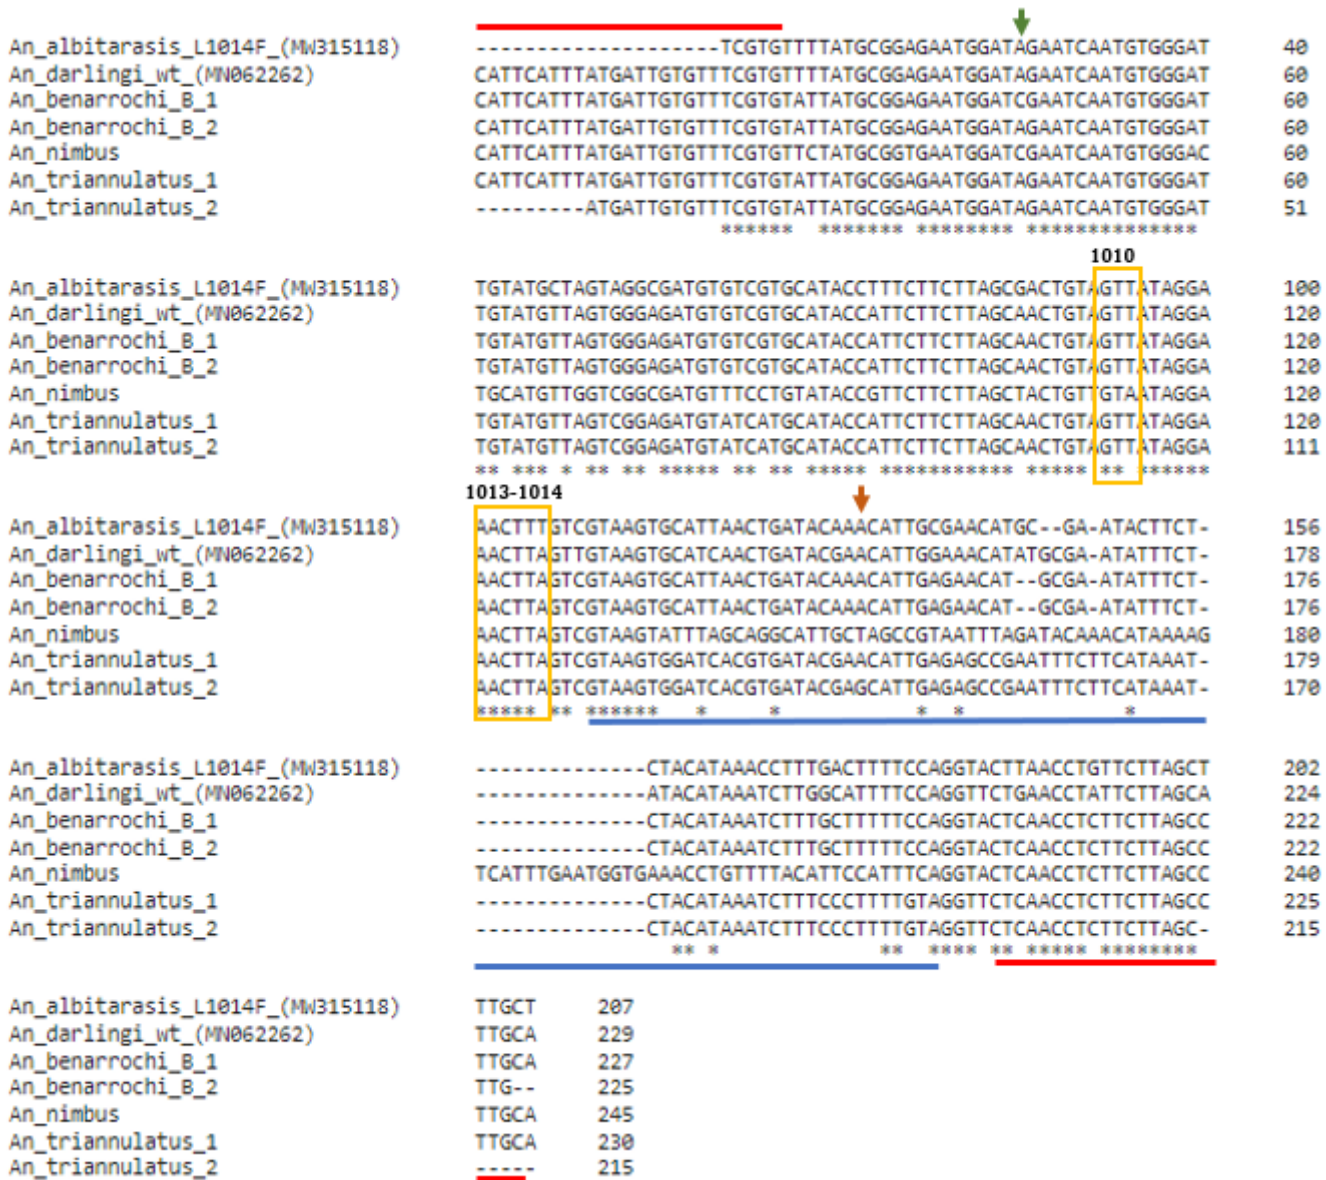 An_albitarasis_L1014F_(MW315118) --------------------TCGTGTTTTATGCGGAGAATGGATAGAATCAATGTGGGAT 40
An_darlingi_wt_(MN062262) CATTCATTTATGATTGTGTTTCGTGTTTTATGCGGAGAATGGATAGAATCAATGTGGGAT 60
An_benarrochi_B_1 CATTCATTTATGATTGTGTTTCGTGTATTATGCGGAGAATGGATCGAATCAATGTGGGAT 60
An_benarrochi_B_2 CATTCATTTATGATTGTGTTTCGTGTATTATGCGGAGAATGGATAGAATCAATGTGGGAT 60
An_nimbus CATTCATTTATGATTGTGTTTCGTGTTCTATGCGGTGAATGGATCGAATCAATGTGGGAC 60
An_triannulatus_1 CATTCATTTATGATTGTGTTTCGTGTATTATGCGGAGAATGGATAGAATCAATGTGGGAT 60
An_triannulatus_2 ---------ATGATTGTGTTTCGTGTATTATGCGGAGAATGGATAGAATCAATGTGGGAT 51
****** ******* ******** **************
1010
An_albitarasis_L1014F_(MW315118) TGTATGCTAGTAGGCGATGTGTCGTGCATACCTTTCTTCTTAGCGACTGTAGTTATAGGA 100
An_darlingi_wt_(MN062262) TGTATGTTAGTGGGAGATGTGTCGTGCATACCATTCTTCTTAGCAACTGTAGTTATAGGA 120
An_benarrochi_B_1 TGTATGTTAGTGGGAGATGTGTCGTGCATACCATTCTTCTTAGCAACTGTAGTTATAGGA 120
An_benarrochi_B_2 TGTATGTTAGTGGGAGATGTGTCGTGCATACCATTCTTCTTAGCAACTGTAGTTATAGGA 120
An_nimbus TGCATGTTGGTCGGCGATGTTTCCTGTATACCGTTCTTCTTAGCTACTGTTGTAATAGGA 120
An_triannulatus_1 TGTATGTTAGTCGGAGATGTATCATGCATACCATTCTTCTTAGCAACTGTAGTTATAGGA 120
An_triannulatus_2 TGTATGTTAGTCGGAGATGTATCATGCATACCATTCTTCTTAGCAACTGTAGTTATAGGA 111
** *** * ** ** ***** ** ** ***** *********** ***** ** ******
1013-1014
An_albitarasis_L1014F_(MW315118) AACTTTGTCGTAAGTGCATTAACTGATACAAACATTGCGAACATGC--GA-ATACTTCT- 156
An_darlingi_wt_(MN062262) AACTTAGTTGTAAGTGCATCAACTGATACGAACATTGGAAACATATGCGA-ATATTTCT- 178
An_benarrochi_B_1 AACTTAGTCGTAAGTGCATTAACTGATACAAACATTGAGAACAT--GCGA-ATATTTCT- 176
An_benarrochi_B_2 AACTTAGTCGTAAGTGCATTAACTGATACAAACATTGAGAACAT--GCGA-ATATTTCT- 176
An_nimbus AACTTAGTCGTAAGTATTTAGCAGGCATTGCTAGCCGTAATTTAGATACAAACATAAAAG 180
An_triannulatus_1 AACTTAGTCGTAAGTGGATCACGTGATACGAACATTGAGAGCCGAATTTCTTCATAAAT- 179
An_triannulatus_2 AACTTAGTCGTAAGTGGATCACGTGATACGAGCATTGAGAGCCGAATTTCTTCATAAAT- 170
***** ** ****** * * * * *
An_albitarasis_L1014F_(MW315118) --------------CTACATAAACCTTTGACTTTTCCAGGTACTTAACCTGTTCTTAGCT 202
An_darlingi_wt_(MN062262) --------------ATACATAAATCTTGGCATTTTCCAGGTTCTGAACCTATTCTTAGCA 224
An_benarrochi_B_1 --------------CTACATAAATCTTTGCTTTTTCCAGGTACTCAACCTCTTCTTAGCC 222
An_benarrochi_B_2 --------------CTACATAAATCTTTGCTTTTTCCAGGTACTCAACCTCTTCTTAGCC 222
An_nimbus TCATTTGAATGGTGAAACCTGTTTTACATTCCATTTCAGGTACTCAACCTCTTCTTAGCC 240
An_triannulatus_1 --------------CTACATAAATCTTTCCCTTTTGTAGGTTCTCAACCTCTTCTTAGCC 225
An_triannulatus_2 --------------CTACATAAATCTTTCCCTTTTGTAGGTTCTCAACCTCTTCTTAGC- 215
** * ** **** ** ***** ********
An_albitarasis_L1014F_(MW315118) TTGCT 207
An_darlingi_wt_(MN062262) TTGCA 229
An_benarrochi_B_1 TTGCA 227
An_benarrochi_B_2 TTG-- 225
An_nimbus TTGCA 245
An_triannulatus_1 TTGCA 230
An_triannulatus_2 ----- 215